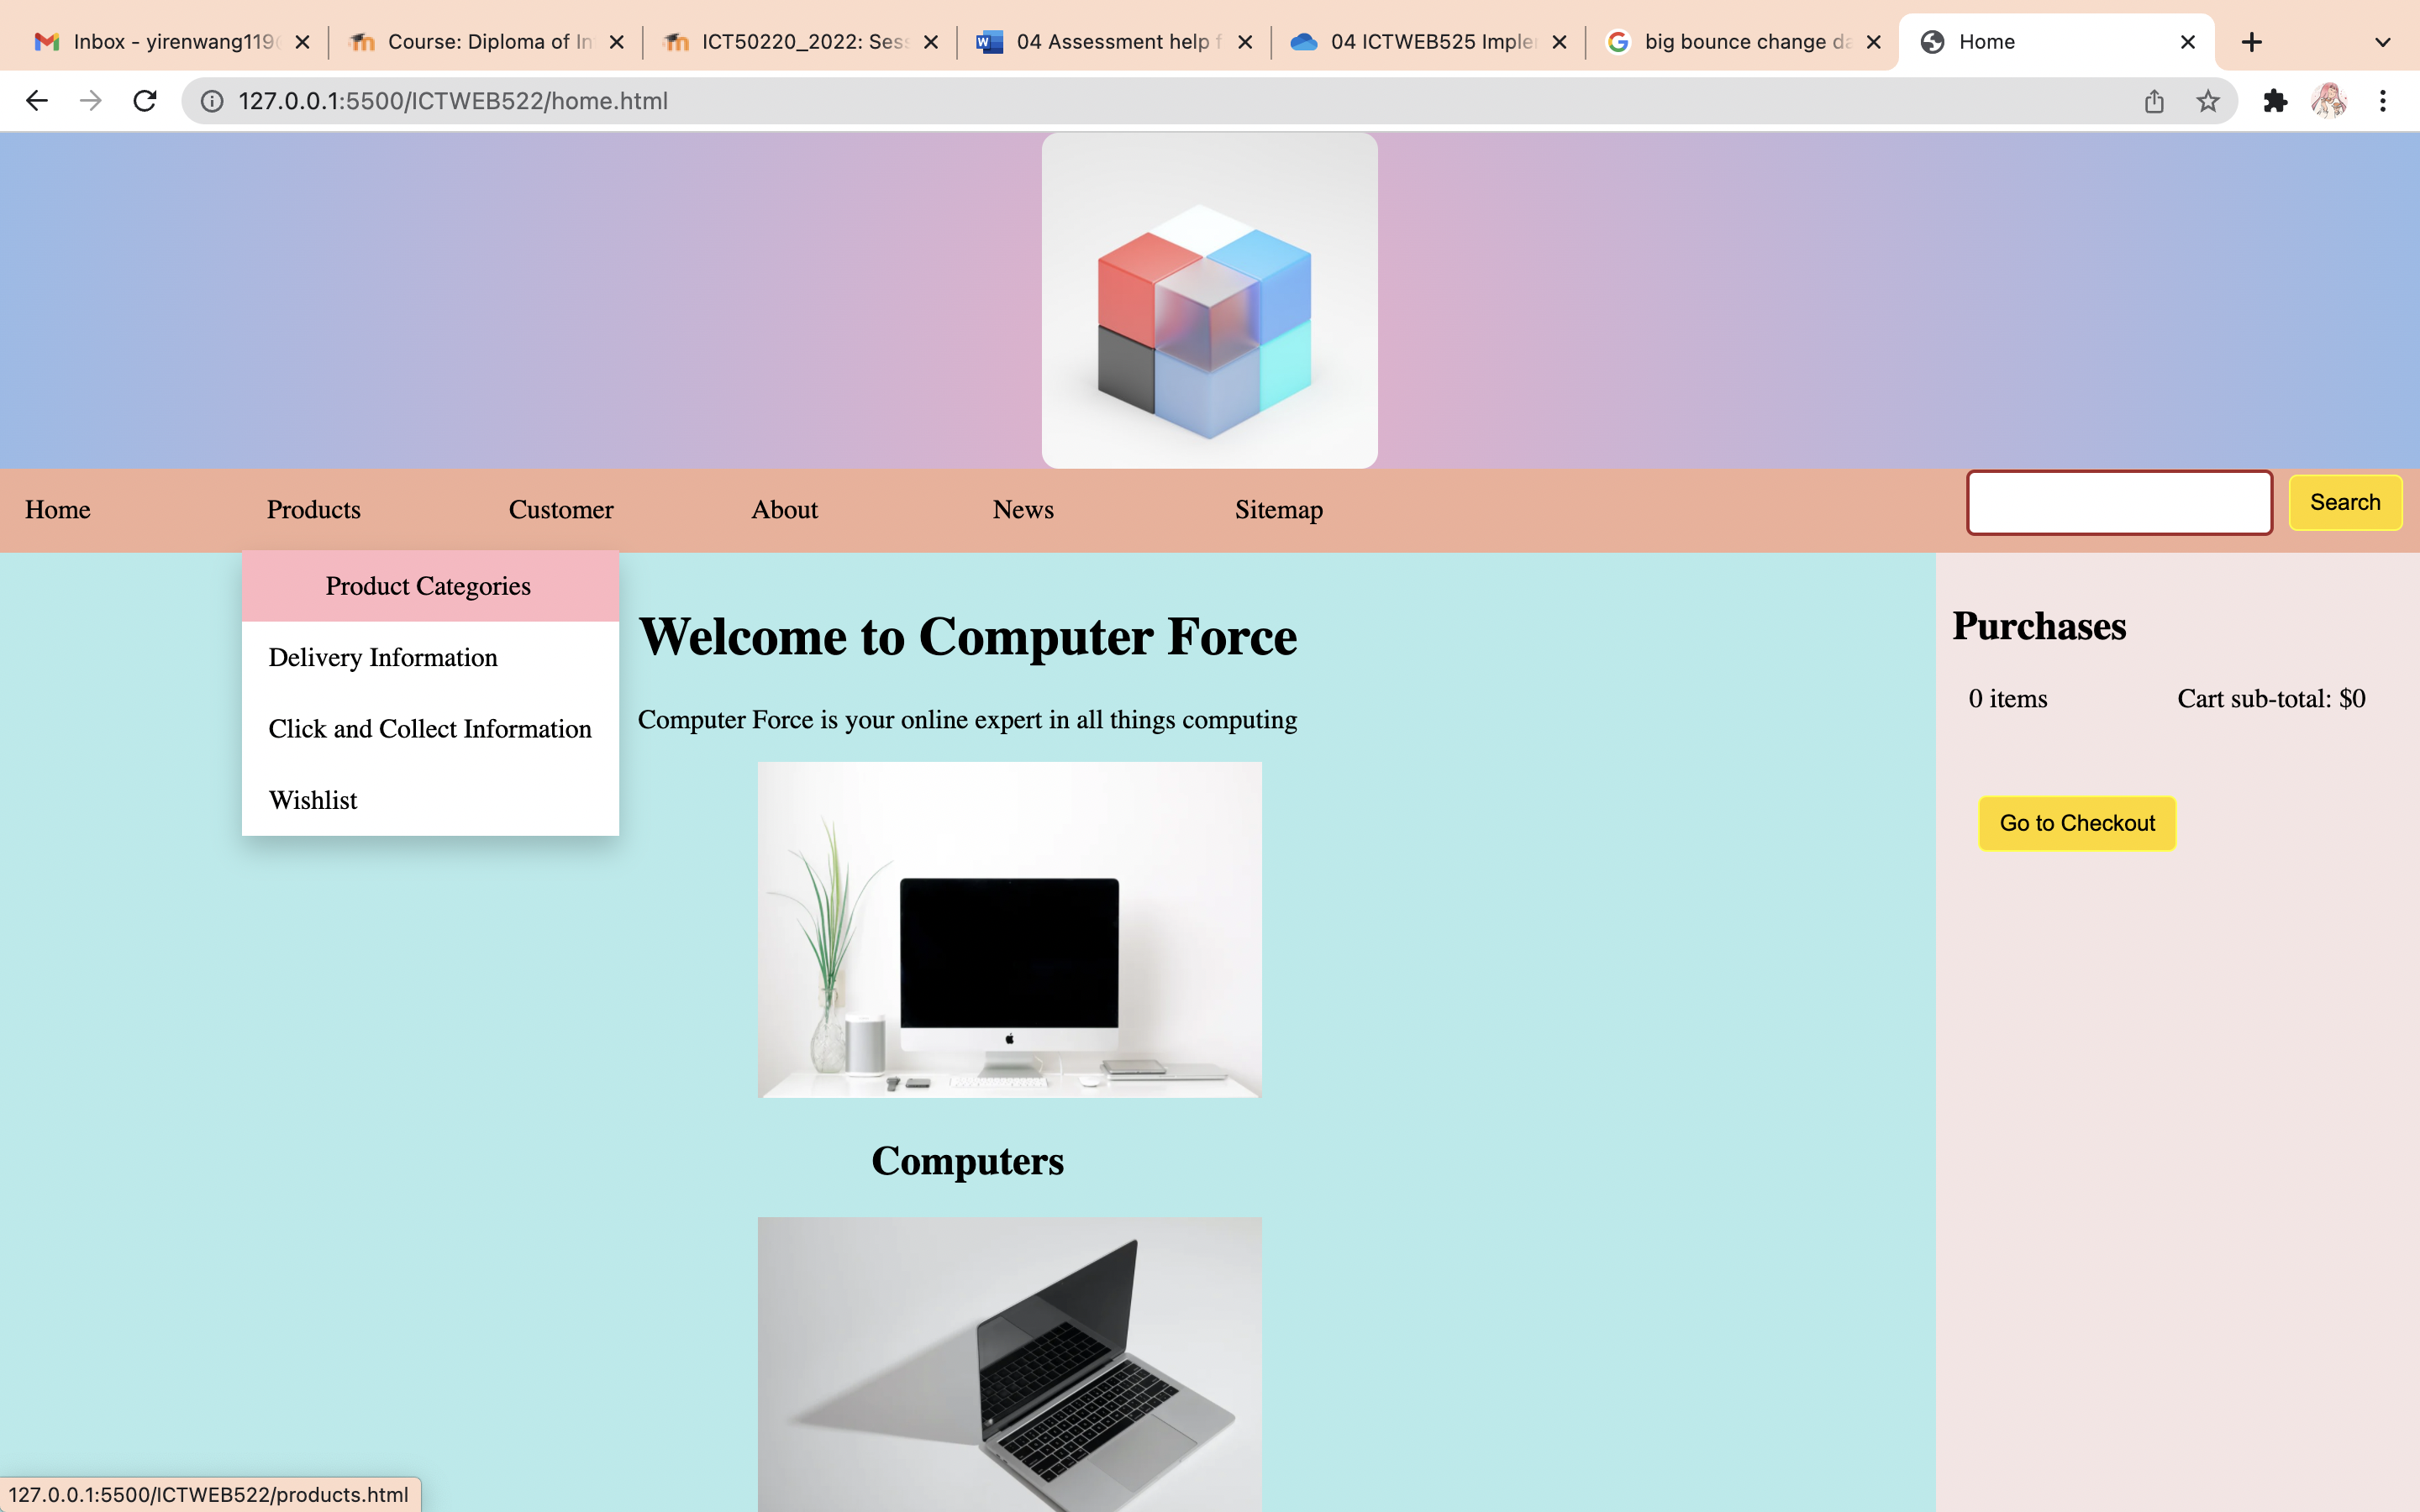 Inbox - yirenwang119
Course: Diploma of In
ICT50220_2022: Sess
04 Assessment help f
04 ICTWEB525 Implem
big bounce change da
Home
127.0.0.1:5500/ICTWEB522/home.html
Home Products Customer About News Sitemap Search
Product Categories
Delivery Information
Click and Collect Information
Wishlist
Welcome to Computer Force
Computer Force is your online expert in all things computing
Computers
Purchases
0 items Cart sub-total: $0
Go to Checkout
127.0.0.1:5500/ICTWEB522/products.html